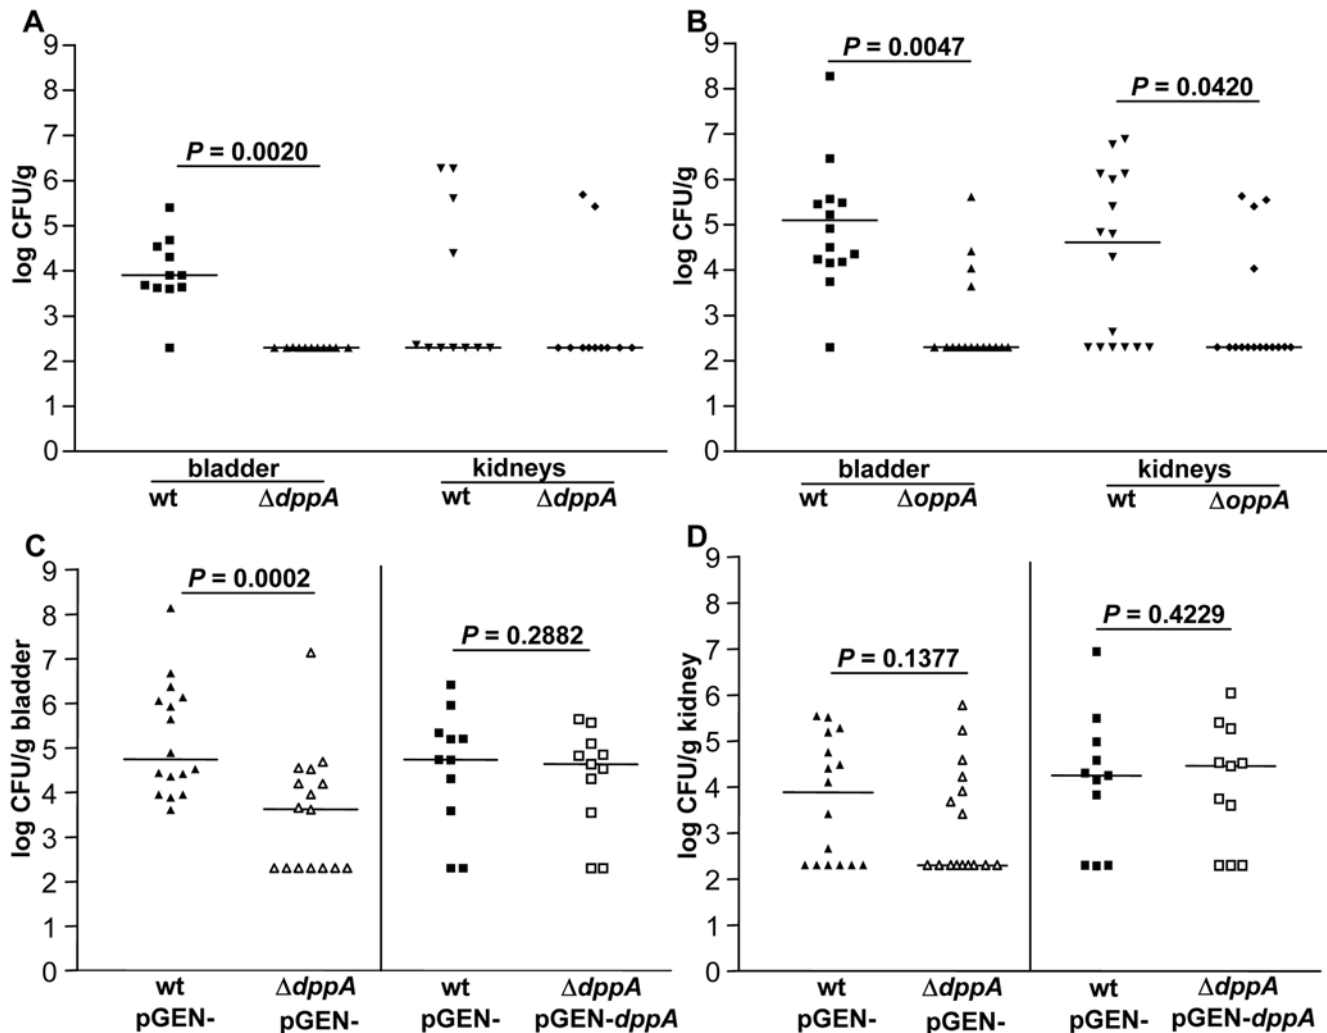 A
log CFU/g
9
8
7
6
5
4
3
2
1
0
P = 0.0020
bladder
kidneys
wt
ΔdppA
wt
ΔdppA
B
log CFU/g
9
8
7
6
5
4
3
2
1
0
P = 0.0047
P = 0.0420
bladder
kidneys
wt
ΔoppA
wt
ΔoppA
C
log CFU/g bladder
9
8
7
6
5
4
3
2
1
0
P = 0.0002
P = 0.2882
wt
pGEN-
ΔdppA
pGEN-
wt
pGEN-
ΔdppA
pGEN-dppA
D
log CFU/g kidney
9
8
7
6
5
4
3
2
1
0
P = 0.1377
P = 0.4229
wt
pGEN-
ΔdppA
pGEN-
wt
pGEN-
ΔdppA
pGEN-dppA